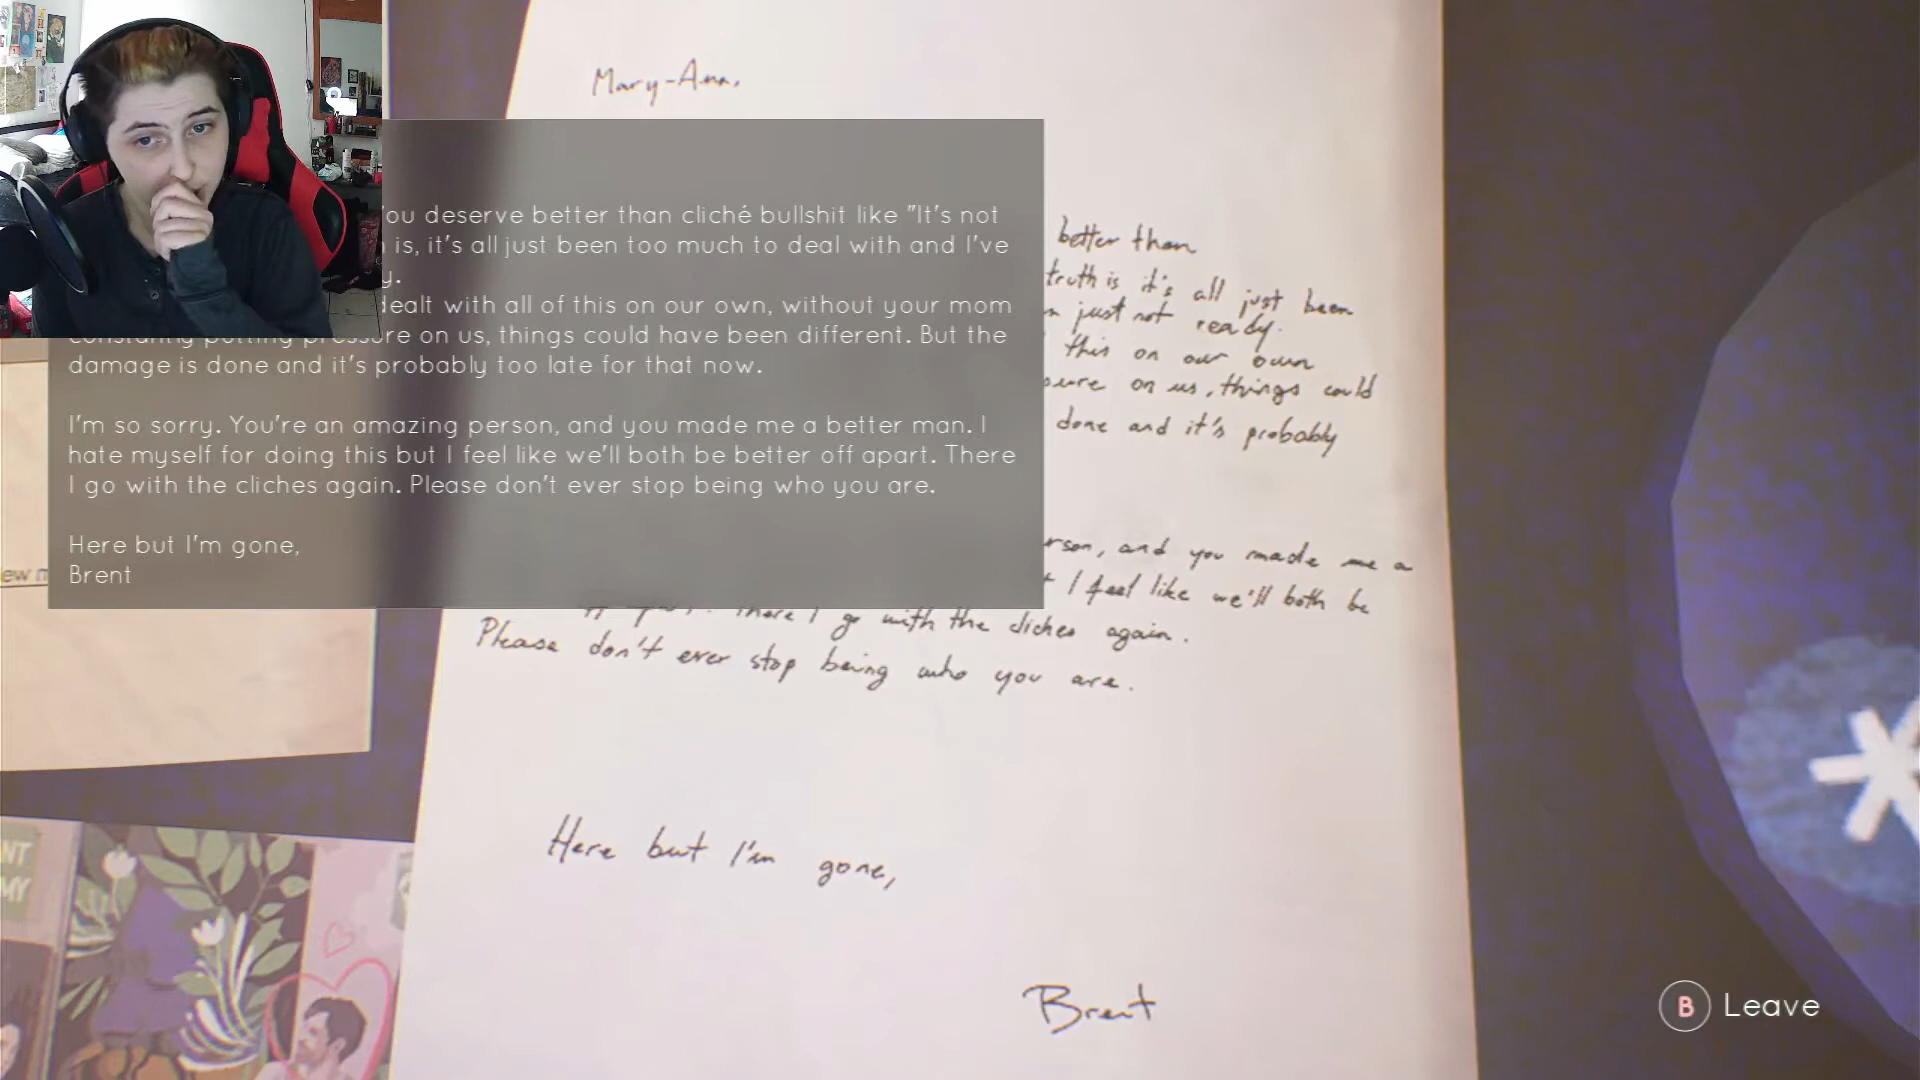 Mary-Ann,
You deserve better than cliché bullshit like "It's not
is, it's all just been too much to deal with and I've
dealt with all of this on our own, without your mom
constantly putting pressure on us, things could have been different. But the
damage is done and it's probably too late for that now.
I'm so sorry. You're an amazing person, and you made me a better man. I
hate myself for doing this but I feel like we'll both be better off apart. There
I go with the cliches again. Please don't ever stop being who you are.
Here but I'm gone,
Brent
better than
truth is it's all just been
just not ready.
this on our own
on us, things could
done and it's probably
and you made me a
I feel like we'll both be
There I go with the cliches again.
Please don't ever stop being who you are.
Here but I'm gone,
Brent
B Leave